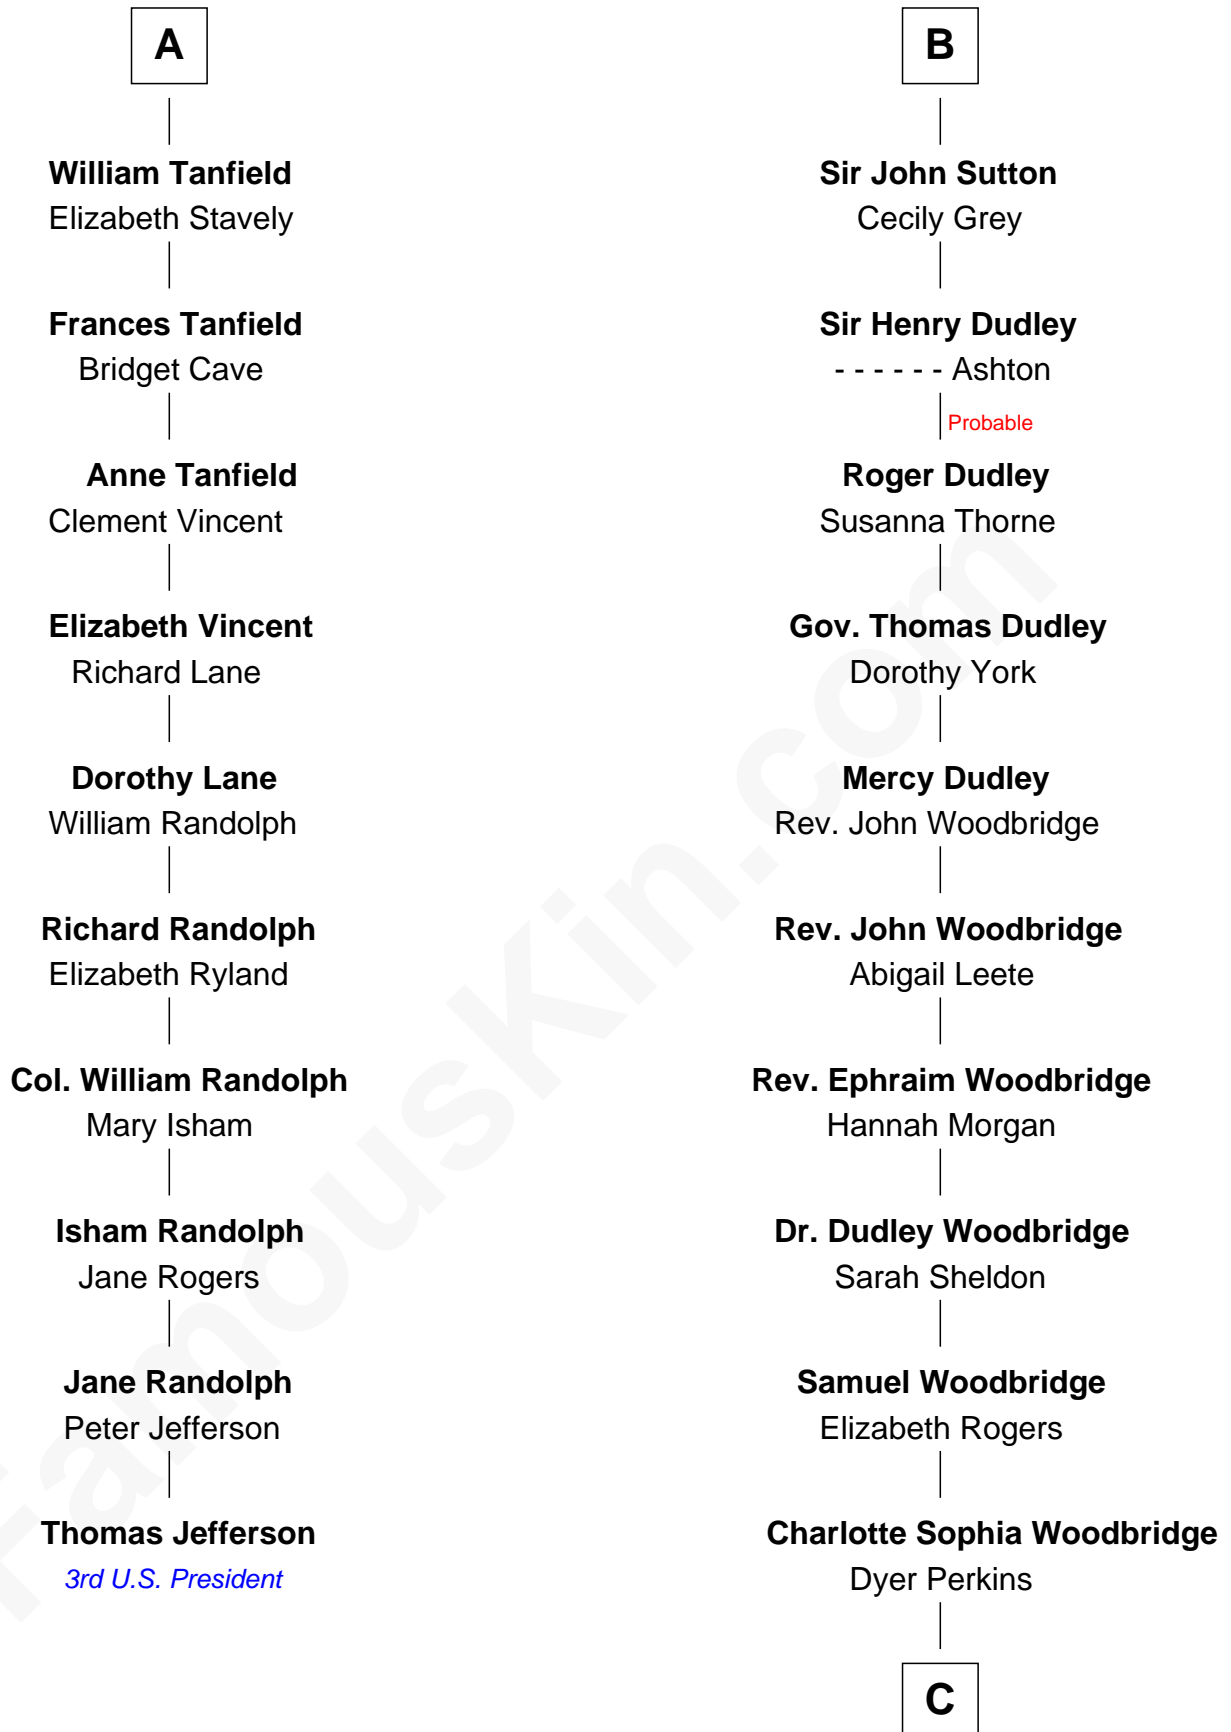 A
William Tanfield
Elizabeth Stavely
Frances Tanfield
Bridget Cave
Anne Tanfield
Clement Vincent
Elizabeth Vincent
Richard Lane
Dorothy Lane
William Randolph
Richard Randolph
Elizabeth Ryland
Col. William Randolph
Mary Isham
Isham Randolph
Jane Rogers
Jane Randolph
Peter Jefferson
Thomas Jefferson
3rd U.S. President
B
Sir John Sutton
Cecily Grey
Sir Henry Dudley
- - - - - - Ashton
Probable
Roger Dudley
Susanna Thorne
Gov. Thomas Dudley
Dorothy York
Mercy Dudley
Rev. John Woodbridge
Rev. John Woodbridge
Abigail Leete
Rev. Ephraim Woodbridge
Hannah Morgan
Dr. Dudley Woodbridge
Sarah Sheldon
Samuel Woodbridge
Elizabeth Rogers
Charlotte Sophia Woodbridge
Dyer Perkins
C
FamousKin.com